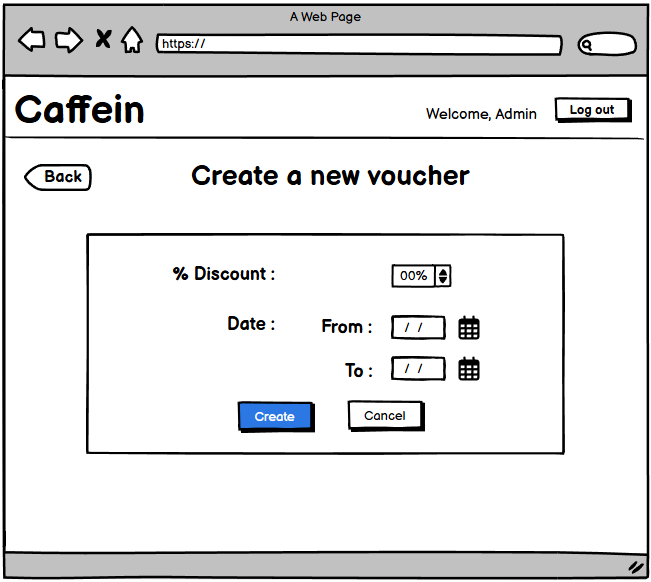 A Web Page
https://
Caffein
Welcome, Admin
Log out
Back
Create a new voucher
% Discount :
00%
Date :
From :
/ /
To :
/ /
Create
Cancel